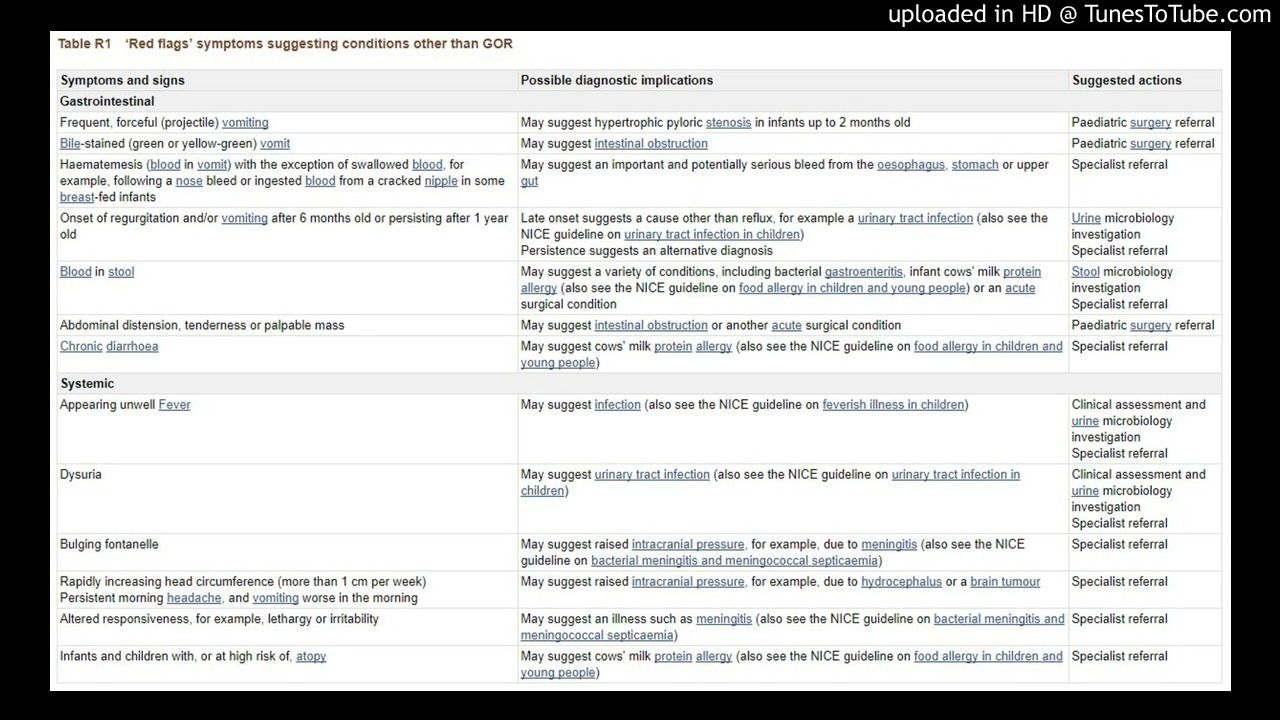 uploaded in HD @ TunesToTube.com
Table R1 ‘Red flags’ symptoms suggesting conditions other than GOR
Symptoms and signs Possible diagnostic implications Suggested actions
Gastrointestinal
Frequent, forceful (projectile) vomiting May suggest hypertrophic pyloric stenosis in infants up to 2 months old Paediatric surgery referral
Bile-stained (green or yellow-green) vomit May suggest intestinal obstruction Paediatric surgery referral
Haematemesis (blood in vomit) with the exception of swallowed blood, for
example, following a nose bleed or ingested blood from a cracked nipple in some
breast-fed infants
May suggest an important and potentially serious bleed from the oesophagus, stomach or upper
gut
Specialist referral
Onset of regurgitation and/or vomiting after 6 months old or persisting after 1 year
old
Late onset suggests a cause other than reflux, for example a urinary tract infection (also see the
NICE guideline on urinary tract infection in children)
Persistence suggests an alternative diagnosis
Urine microbiology
investigation
Specialist referral
Blood in stool
May suggest a variety of conditions, including bacterial gastroenteritis, infant cows' milk protein
allergy (also see the NICE guideline on food allergy in children and young people) or an acute
surgical condition
Stool microbiology
investigation
Specialist referral
Abdominal distension, tenderness or palpable mass May suggest intestinal obstruction or another acute surgical condition Paediatric surgery referral
Chronic diarrhoea
May suggest cows' milk protein allergy (also see the NICE guideline on food allergy in children and
young people)
Specialist referral
Systemic
Appearing unwell Fever
May suggest infection (also see the NICE guideline on feverish illness in children)
Clinical assessment and
urine microbiology
investigation
Specialist referral
Dysuria
May suggest urinary tract infection (also see the NICE guideline on urinary tract infection in
children)
Clinical assessment and
urine microbiology
investigation
Specialist referral
Bulging fontanelle
May suggest raised intracranial pressure, for example, due to meningitis (also see the NICE
guideline on bacterial meningitis and meningococcal septicaemia)
Specialist referral
Rapidly increasing head circumference (more than 1 cm per week)
Persistent morning headache, and vomiting worse in the morning
May suggest raised intracranial pressure, for example, due to hydrocephalus or a brain tumour
Specialist referral
Altered responsiveness, for example, lethargy or irritability
May suggest an illness such as meningitis (also see the NICE guideline on bacterial meningitis and
meningococcal septicaemia)
Specialist referral
Infants and children with, or at high risk of, atopy
May suggest cows' milk protein allergy (also see the NICE guideline on food allergy in children and
young people)
Specialist referral